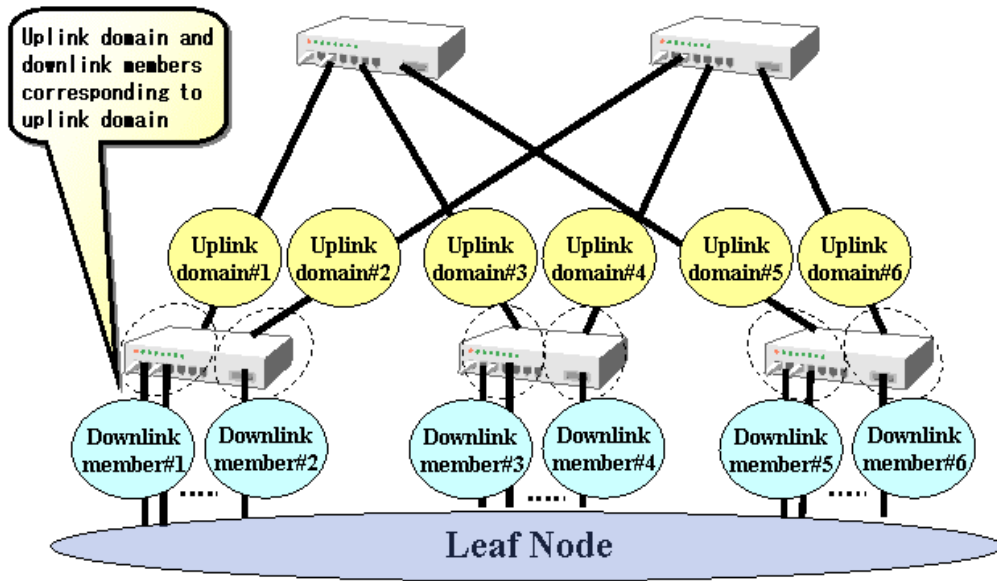 Uplink domain and
downlink members
corresponding to
uplink domain
Uplink
domain#1
Uplink
domain#2
Uplink
domain#3
Uplink
domain#4
Uplink
domain#5
Uplink
domain#6
Downlink
member#1
Downlink
member#2
Downlink
member#3
Downlink
member#4
Downlink
member#5
Downlink
member#6
Leaf Node